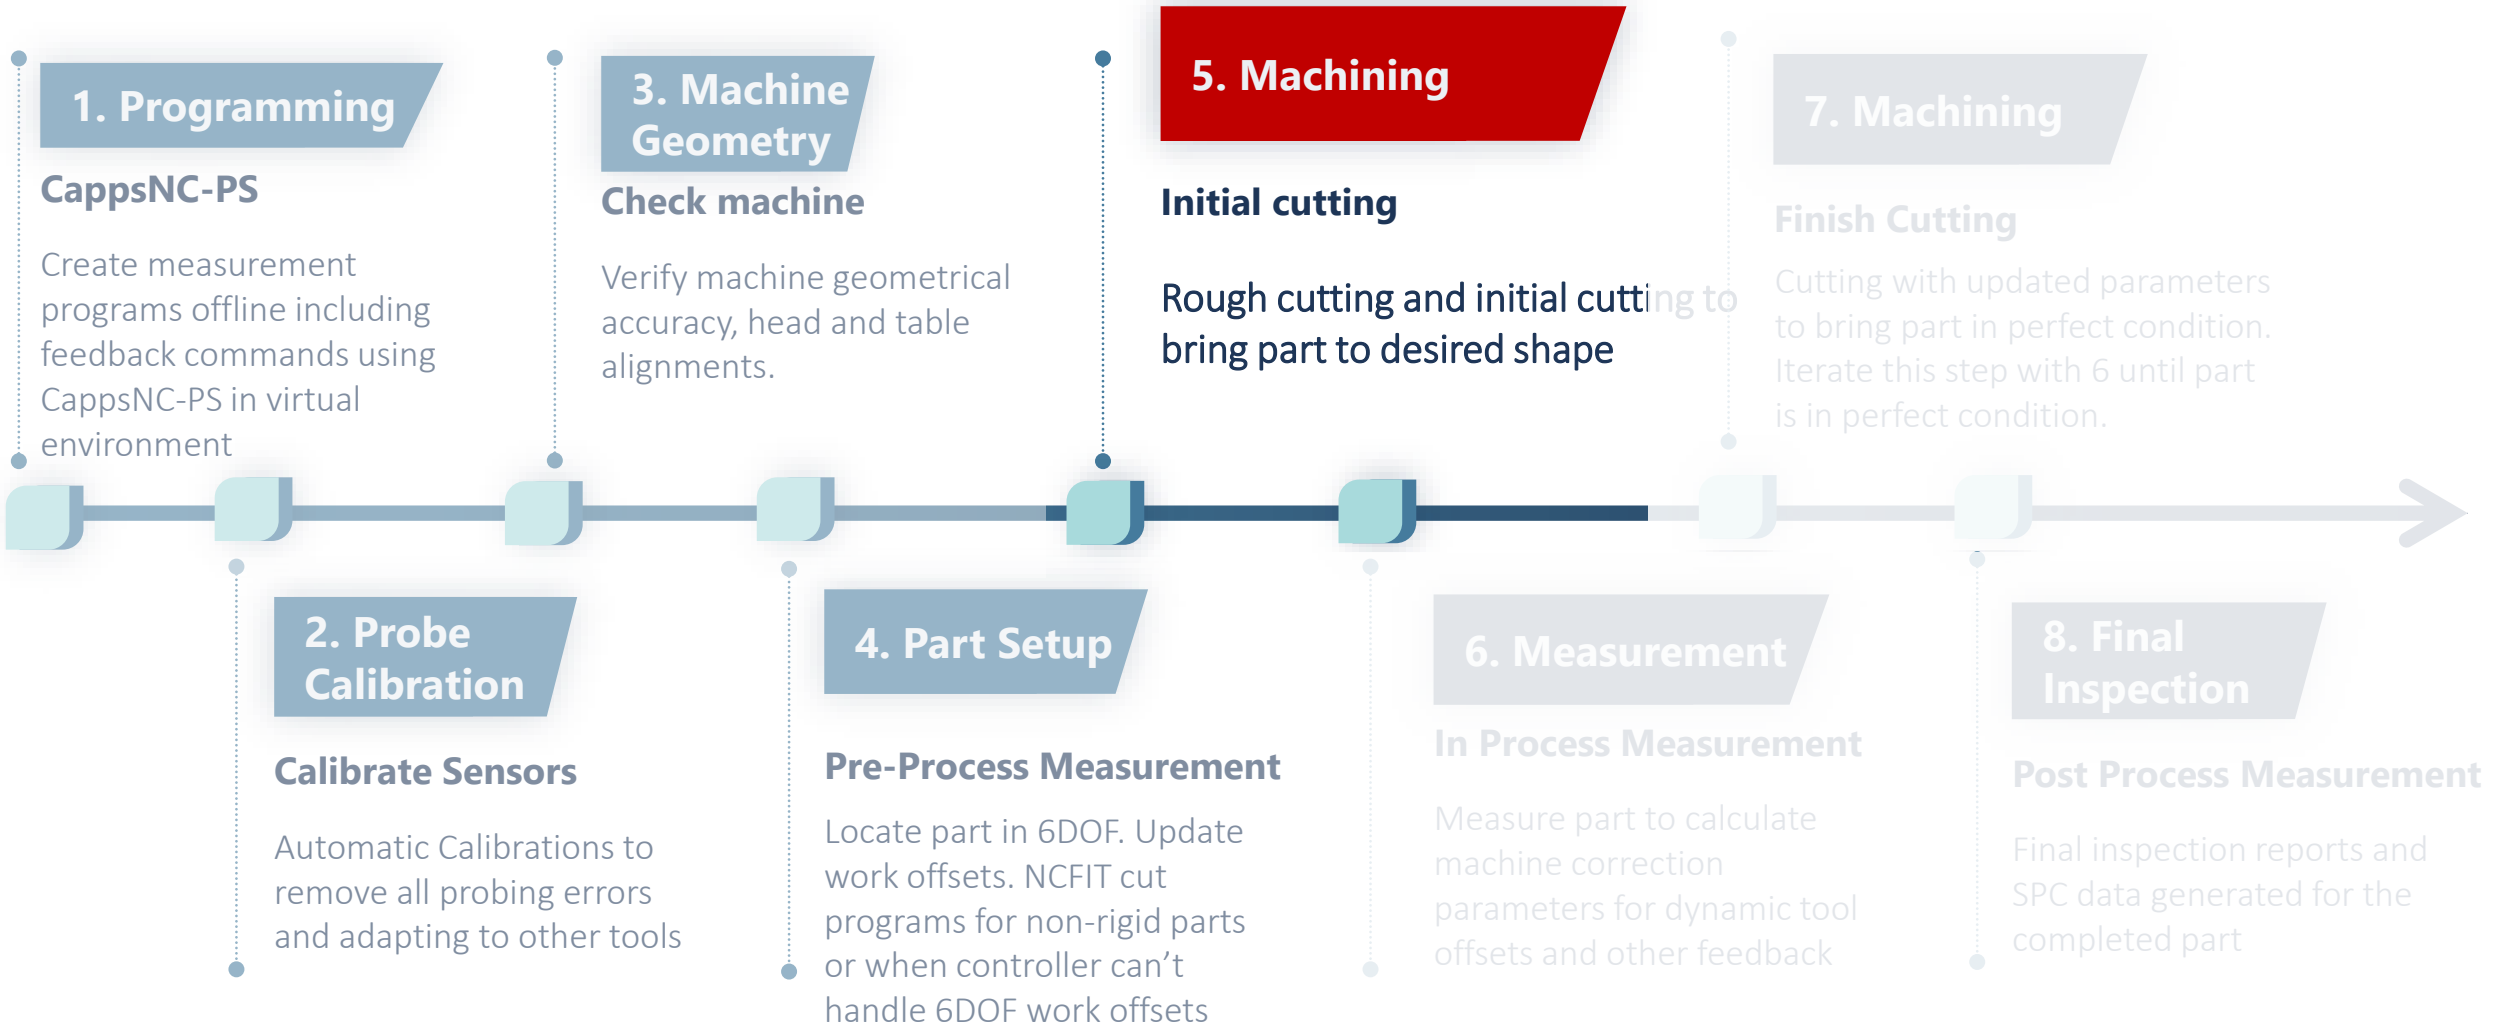 1. Programming
CappsNC-PS
Create measurement
programs offline including
feedback commands using
CappsNC-PS in virtual
environment
2. Probe
Calibration
Calibrate Sensors
Automatic Calibrations to
remove all probing errors
and adapting to other tools
3. Machine
Geometry
Check machine
Verify machine geometrical
accuracy, head and table
alignments.
4. Part Setup
Pre-Process Measurement
Locate part in 6DOF. Update
work offsets. NCFIT cut
programs for non-rigid parts
or when controller can’t
handle 6DOF work offsets
5. Machining
Initial cutting
Rough cutting and initial cutting to
bring part to desired shape
6. Measurement
In Process Measurement
Measure part to calculate
machine correction
parameters for dynamic tool
offsets and other feedback
7. Machining
Finish Cutting
Cutting with updated parameters
to bring part in perfect condition.
Iterate this step with 6 until part
is in perfect condition.
8. Final
Inspection
Post Process Measurement
Final inspection reports and
SPC data generated for the
completed part